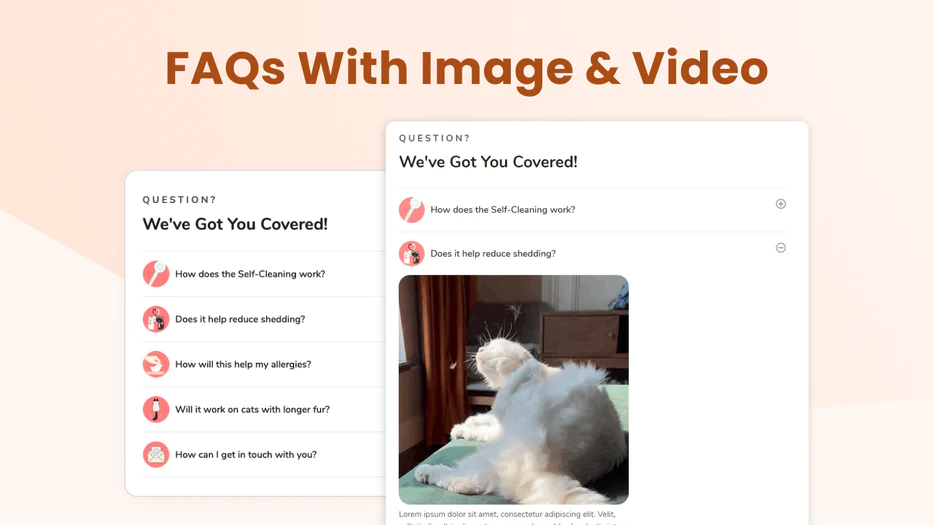 FAQs With Image & Video
QUESTION?
We've Got You Covered!
How does the Self-Cleaning work?
Does it help reduce shedding?
How will this help my allergies?
Will it work on cats with longer fur?
How can I get in touch with you?
QUESTION?
We've Got You Covered!
How does the Self-Cleaning work?
Does it help reduce shedding?
Lorem ipsum dolor sit amet, consectetur adipiscing elit. Velit,